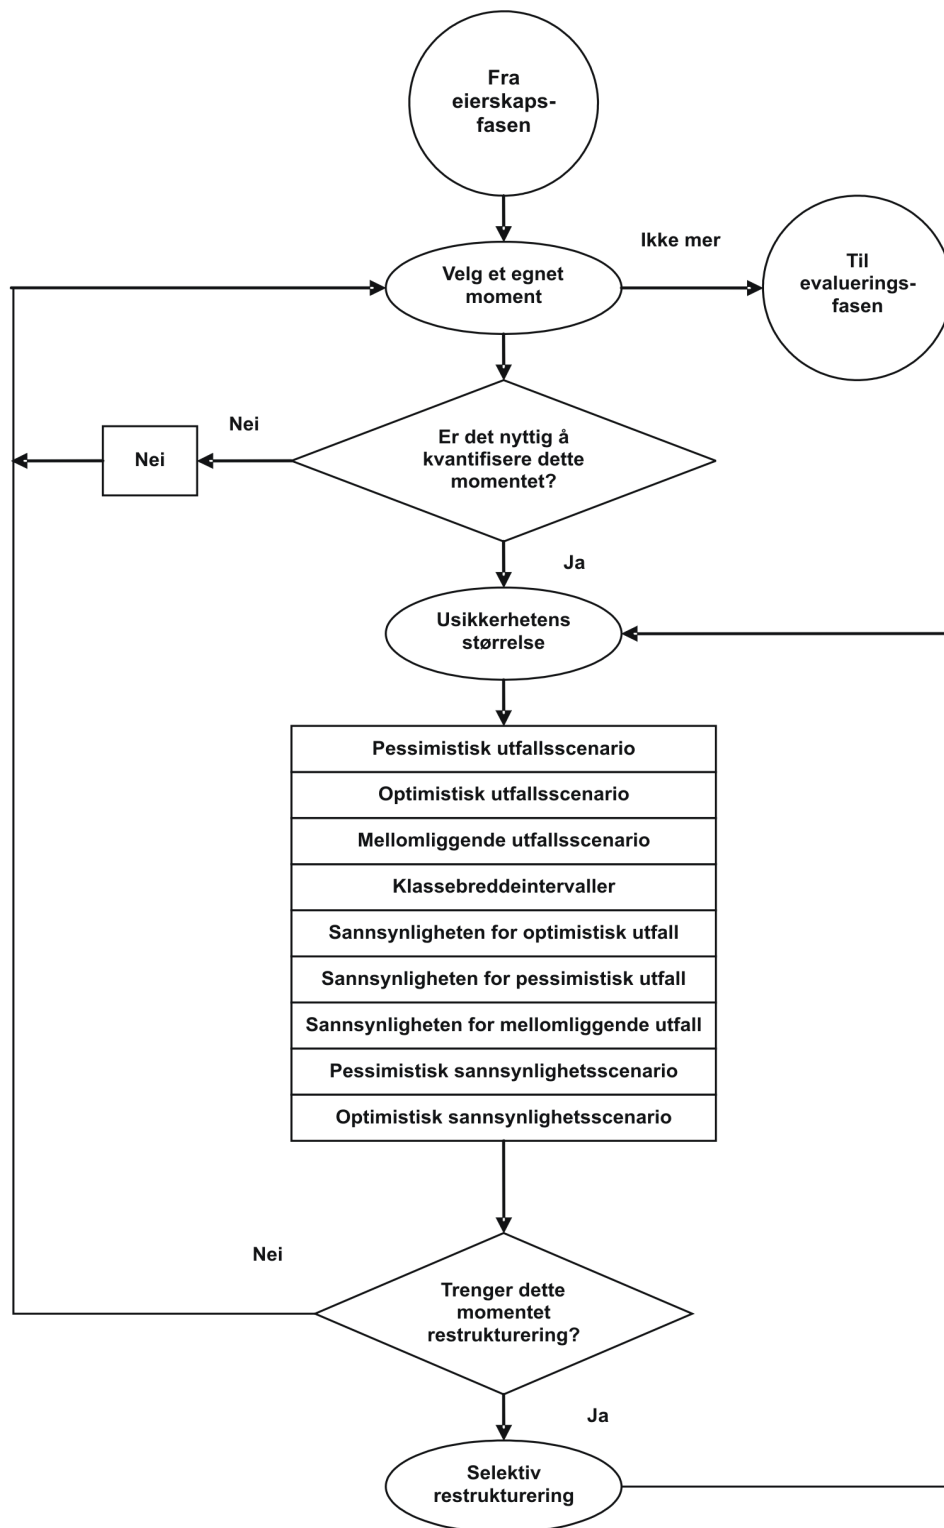 Fra
eierskaps-
fasen
Ikke mer
Velg et egnet
moment
Til
evaluerings-
fasen
Nei
Nei
Er det nyttig å
kvantifisere dette
momentet?
Ja
Usikkerhetens
størrelse
Pessimistisk utfallsscenario
Optimistisk utfallsscenario
Mellomliggende utfallsscenario
Klassebreddeintervaller
Sannsynligheten for optimistisk utfall
Sannsynligheten for pessimistisk utfall
Sannsynligheten for mellomliggende utfall
Pessimistisk sannsynlighetsscenario
Optimistisk sannsynlighetsscenario
Nei
Trenger dette
momentet
restrukturering?
Ja
Selektiv
restrukturering